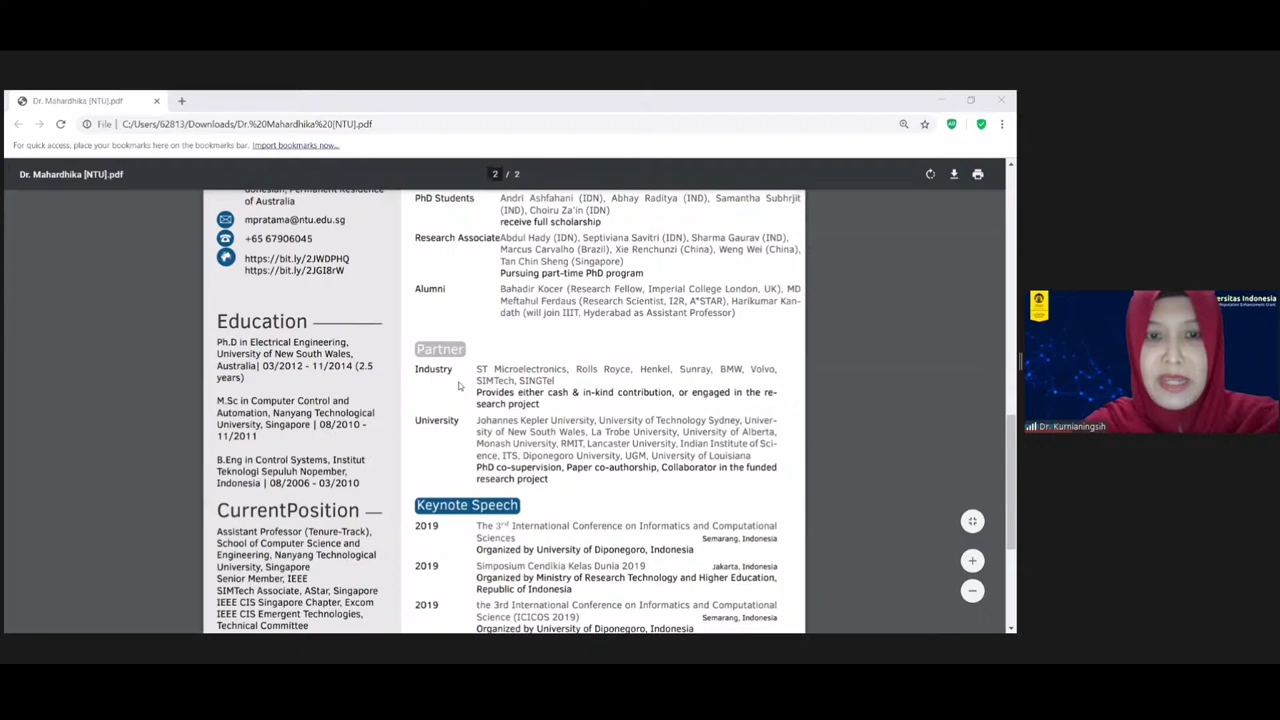 Dr. Mahardhika [NTU].pdf
File
C:/Users/62813/Downloads/Dr.%20Mahardhika%20[NTU].pdf
For quick access, place your bookmarks here on the bookmarks bar. Import bookmarks now...
Dr. Mahardhika [NTU].pdf
2 / 2
of Australia
mpratama@ntu.edu.sg
+65 67906045
https://bit.ly/2JWDPHQ
https://bit.ly/2JGI8rW
Education
Ph.D in Electrical Engineering,
University of New South Wales,
Australia| 03/2012 - 11/2014 (2.5
years)
M.Sc in Computer Control and
Automation, Nanyang Technological
University, Singapore | 08/2010 -
11/2011
B.Eng in Control Systems, Institut
Teknologi Sepuluh Nopember,
Indonesia | 08/2006 - 03/2010
CurrentPosition
Assistant Professor (Tenure-Track),
School of Computer Science and
Engineering, Nanyang Technological
University, Singapore
Senior Member, IEEE
SIMTech Associate, AStar, Singapore
IEEE CIS Singapore Chapter, Excom
IEEE CIS Emergent Technologies,
Technical Committee
PhD Students
Andri Ashfahani (IDN), Abhay Raditya (IND), Samantha Subhrjit
(IND), Choiru Za'in (IDN)
receive full scholarship
Research Associate
Abdul Hady (IDN), Septiviana Savitri (IDN), Sharma Gaurav (IND),
Marcus Carvalho (Brazil), Xie Renchunzi (China), Weng Wei (China),
Tan Chin Sheng (Singapore)
Pursuing part-time PhD program
Alumni
Bahadir Kocer (Research Fellow, Imperial College London, UK), MD
Meftahul Ferdaus (Research Scientist, I2R, A*STAR), Harikumar Kan-
dath (will join IIIT, Hyderabad as Assistant Professor)
Partner
Industry
ST Microelectronics, Rolls Royce, Henkel, Sunray, BMW, Volvo,
SIMTech, SINGTel
Provides either cash & in-kind contribution, or engaged in the re-
search project
University
Johannes Kepler University, University of Technology Sydney, Univer-
sity of New South Wales, La Trobe University, University of Alberta,
Monash University, RMIT, Lancaster University, Indian Institute of Sci-
ence, ITS, Diponegoro University, UGM, University of Louisiana
PhD co-supervision, Paper co-authorship, Collaborator in the funded
research project
Keynote Speech
2019
The 3rd International Conference on Informatics and Computational
Sciences
Semarang, Indonesia
Organized by University of Diponegoro, Indonesia
2019
Simposium Cendikia Kelas Dunia 2019
Jakarta, Indonesia
Organized by Ministry of Research Technology and Higher Education,
Republic of Indonesia
2019
the 3rd International Conference on Informatics and Computational
Science (ICICOS 2019)
Semarang, Indonesia
Organized by University of Diponegoro, Indonesia
versitas Indonesia
Reputation Enhancement Grant
Dr. Kurnianingsih